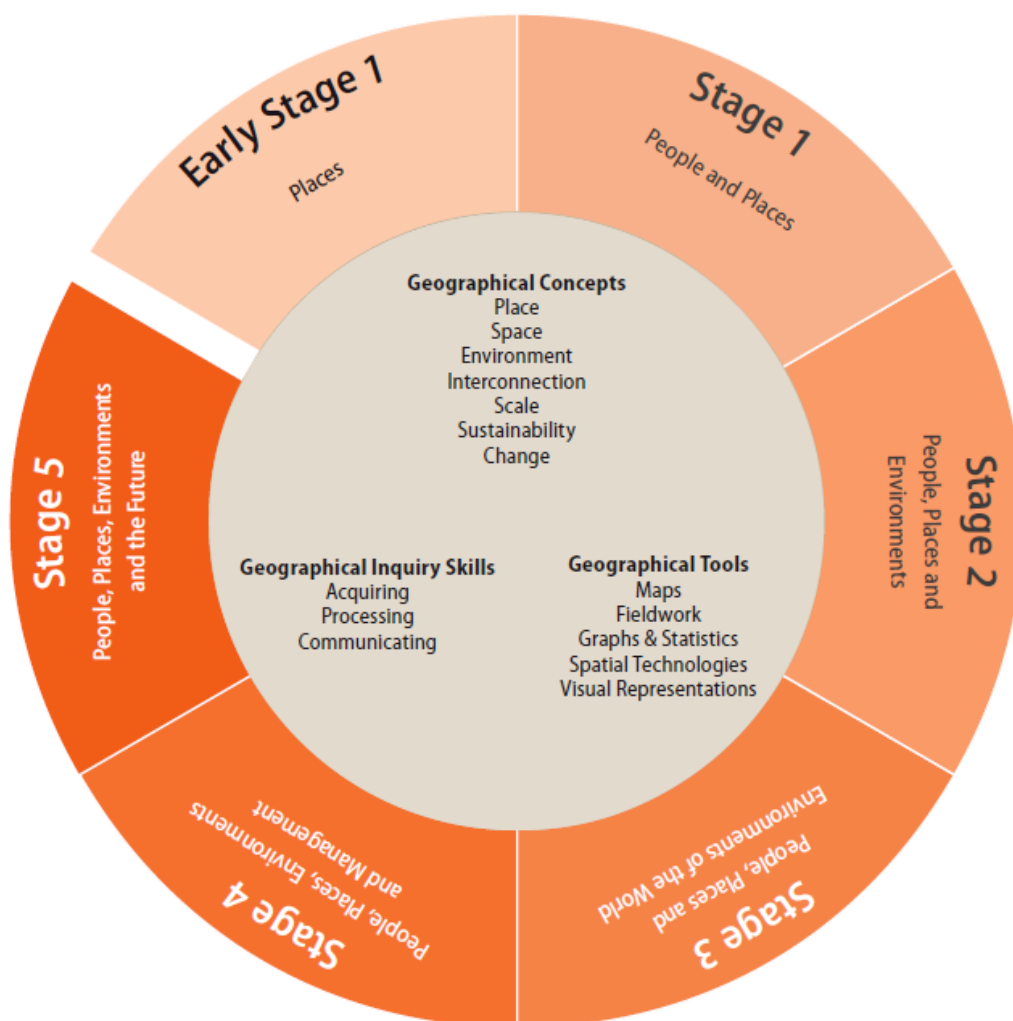 Early Stage 1
Places
Stage 1
People and Places
Stage 2
People, Places and
Environments
Stage 3
People, Places and
Environments of the World
Stage 4
People, Places, Environments
and Management
Stage 5
People, Places, Environments
and the Future
Geographical Concepts
Place
Space
Environment
Interconnection
Scale
Sustainability
Change
Geographical Inquiry Skills
Acquiring
Processing
Communicating
Geographical Tools
Maps
Fieldwork
Graphs & Statistics
Spatial Technologies
Visual Representations